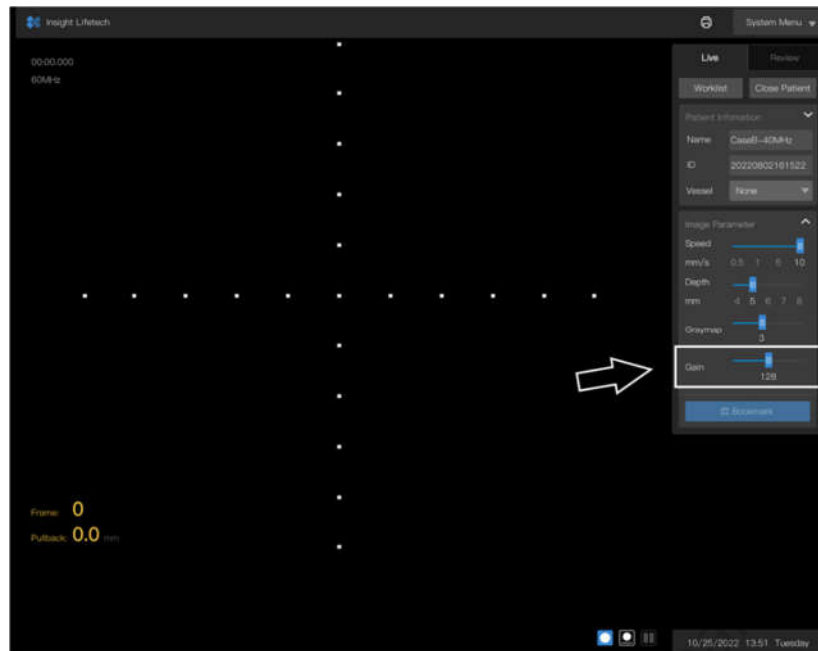 Insight Lifetech
System Menu
00:00.000
60MHz
Live
Review
Worklist
Close Patient
Patient Infomation
Name
CaseB-40MHz
ID
20220802161522
Vessel
None
Image Parameter
Speed
mm/s
0.5 1 5 10
Depth
mm
4 5 6 7 8
Graymap
3
Gain
128
Bookmark
Frame: 0
Pullback: 0.0 mm
10/25/2022 13:51 Tuesday